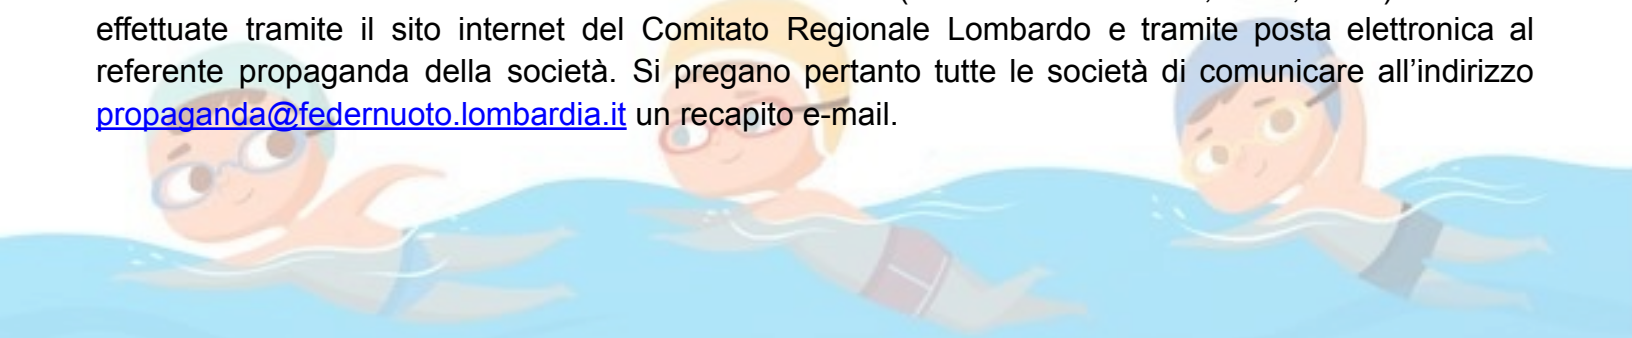 effettuate tramite il sito internet del Comitato Regionale Lombardo e tramite posta elettronica al
referente propaganda della società. Si pregano pertanto tutte le società di comunicare all’indirizzo
propaganda@federnuoto.lombardia.it un recapito e-mail.